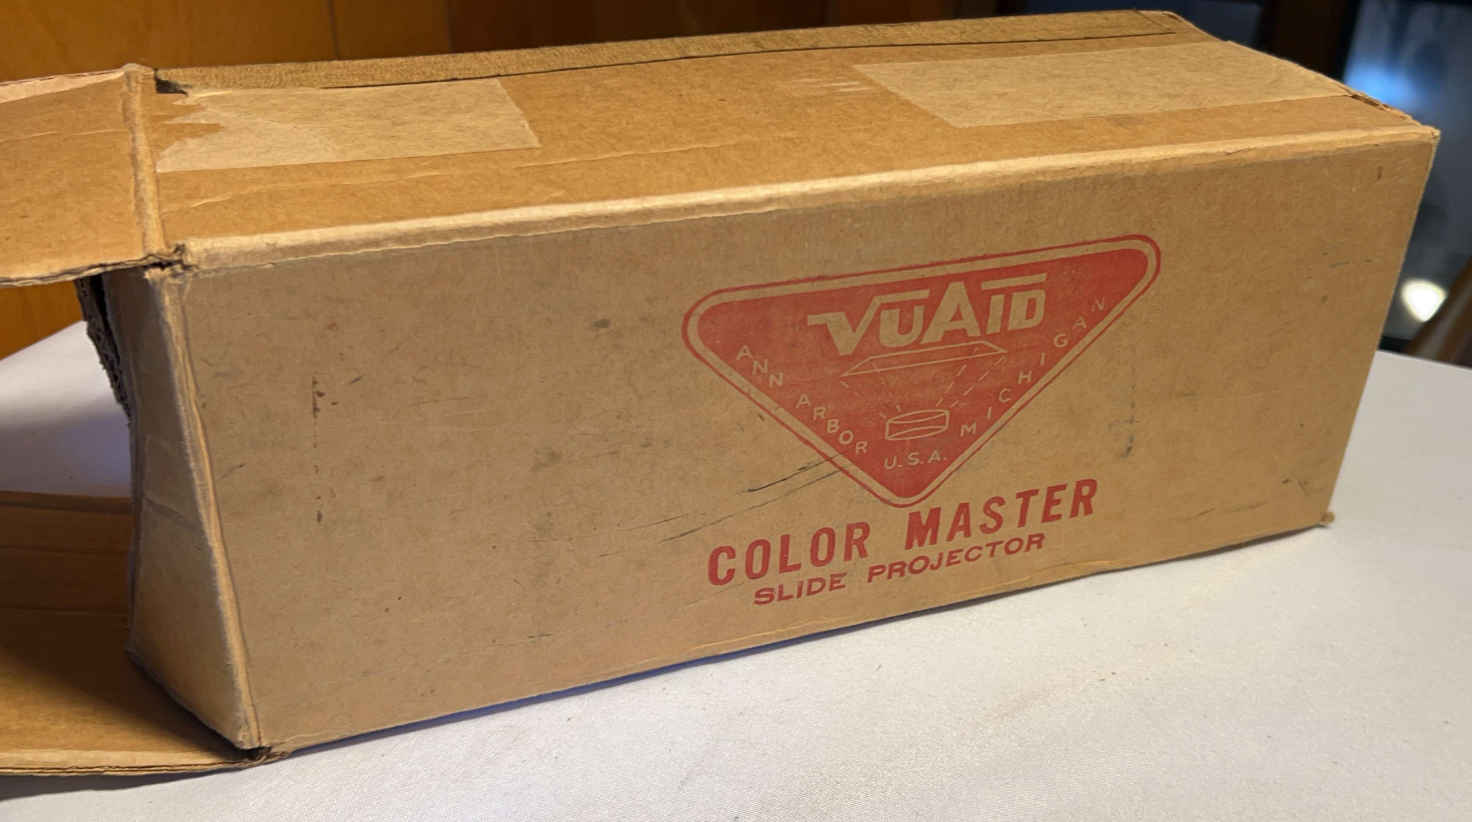 VUAID
ANN ARBOR MICHIGAN
U.S.A.
COLOR MASTER
SLIDE PROJECTOR